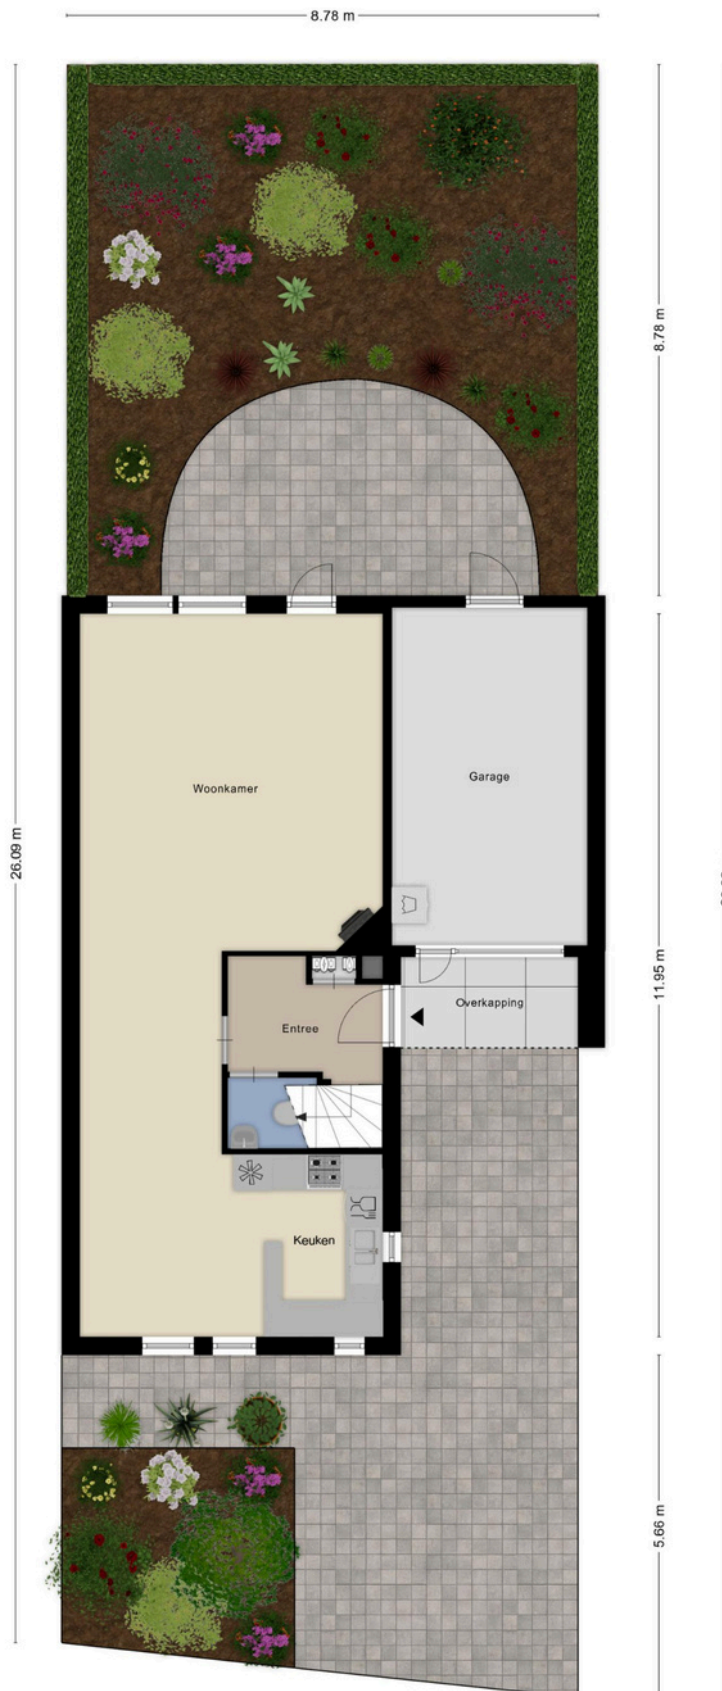 8.78 m
8.78 m
Woonkamer
Garage
26.09 m
11.95 m
Overkapping
Entree
Keuken
5.66 m